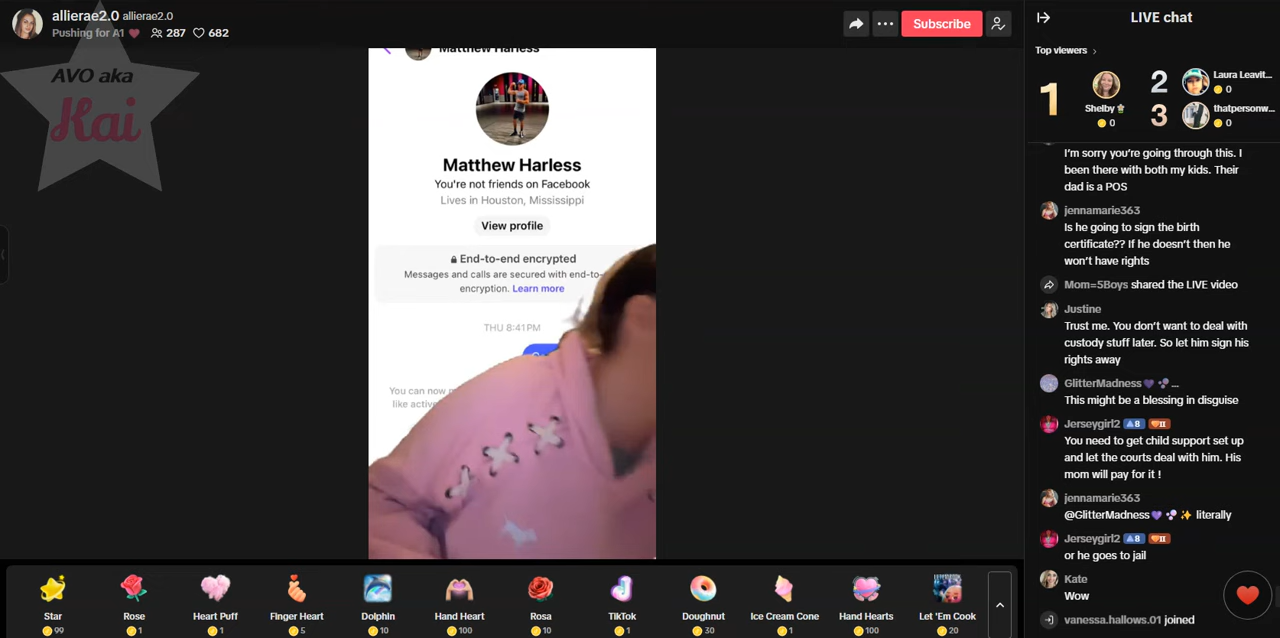 allierae2.0 allierae2.0
Pushing for A1 287 682
Subscribe
AVO aka
Kai
Matthew Harless
Matthew Harless
You're not friends on Facebook
Lives in Houston, Mississippi
View profile
End-to-end encrypted
Messages and calls are secured with end-to-
encryption. Learn more
THU 8:41PM
You can now
like active
LIVE chat
Top viewers >
1
Shelby
0
2
Laura Leavit...
0
3
thatpersonw...
0
I'm sorry you're going through this. I
been there with both my kids. Their
dad is a POS
jennamarie363
Is he going to sign the birth
certificate?? If he doesn't then he
won't have rights
Mom=5Boys shared the LIVE video
Justine
Trust me. You don't want to deal with
custody stuff later. So let him sign his
rights away
GlitterMadness💜 ...
This might be a blessing in disguise
Jerseygirl2 8 II
You need to get child support set up
and let the courts deal with him. His
mom will pay for it !
jennamarie363
@GlitterMadness💜 ✨ literally
Jerseygirl2 8 II
or he goes to jail
Kate
Wow
vanessa.hallows.01 joined
Star
99
Rose
1
Heart Puff
1
Finger Heart
5
Dolphin
10
Hand Heart
100
Rosa
10
TikTok
1
Doughnut
30
Ice Cream Cone
1
Hand Hearts
100
Let 'Em Cook
20